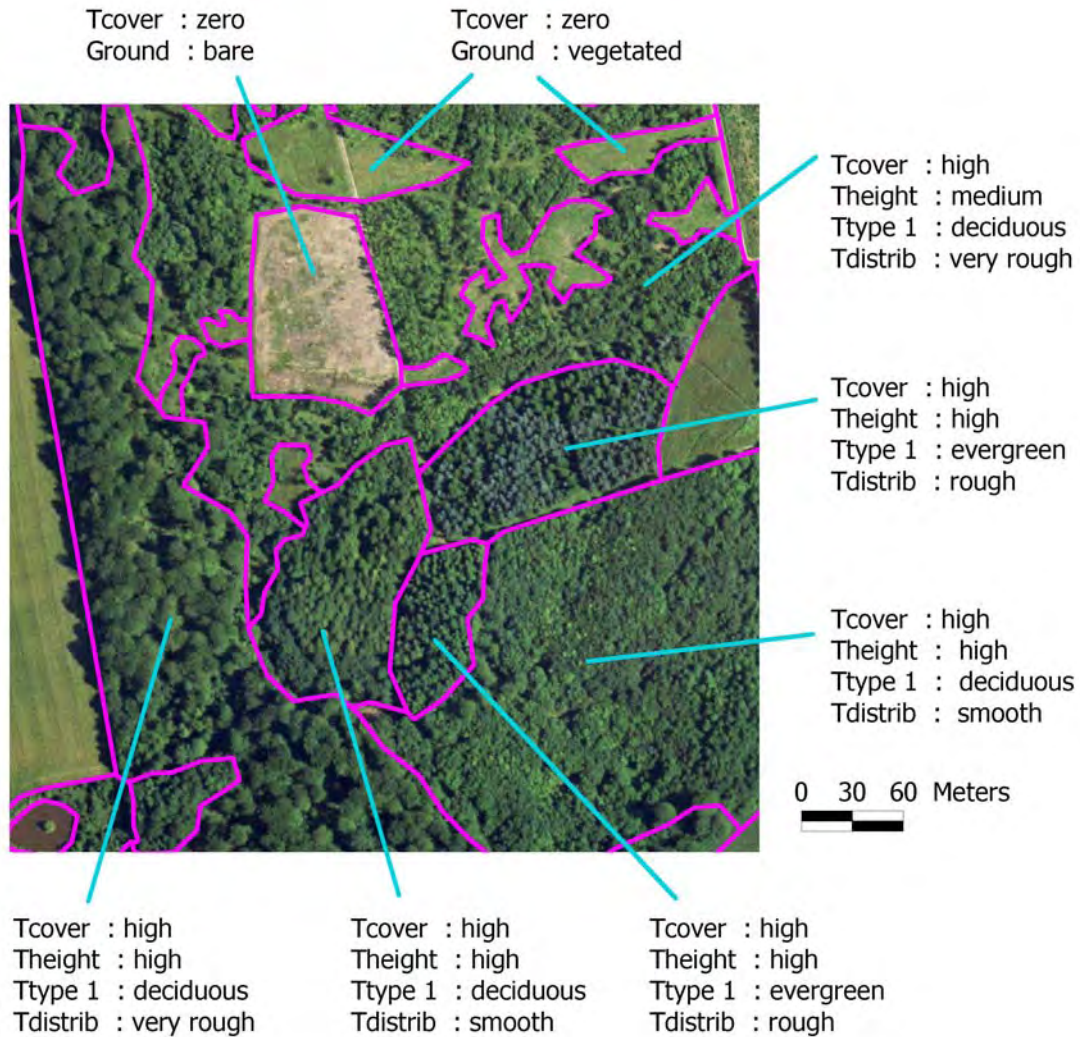 Tcover : zero
Ground : bare
Tcover : zero
Ground : vegetated
Tcover : high
Theight : medium
Ttype 1 : deciduous
Tdistrib : very rough
Tcover : high
Theight : high
Ttype 1 : evergreen
Tdistrib : rough
Tcover : high
Theight : high
Ttype 1 : deciduous
Tdistrib : smooth
0 30 60 Meters
Tcover : high
Theight : high
Ttype 1 : deciduous
Tdistrib : very rough
Tcover : high
Theight : high
Ttype 1 : deciduous
Tdistrib : smooth
Tcover : high
Theight : high
Ttype 1 : evergreen
Tdistrib : rough